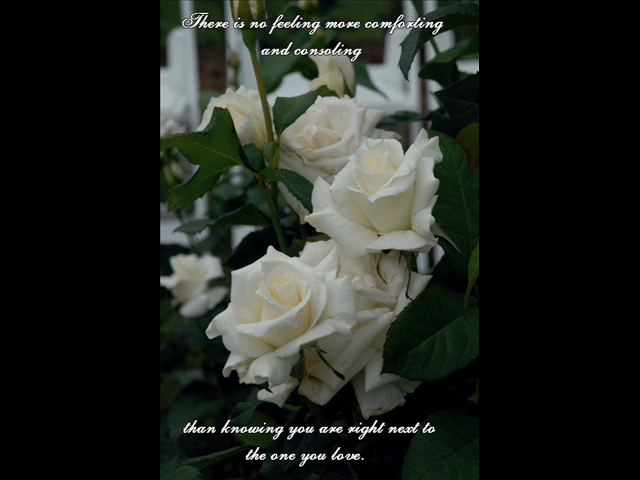 There is no feeling more comforting
and consoling
than knowing you are right next to
the one you love.